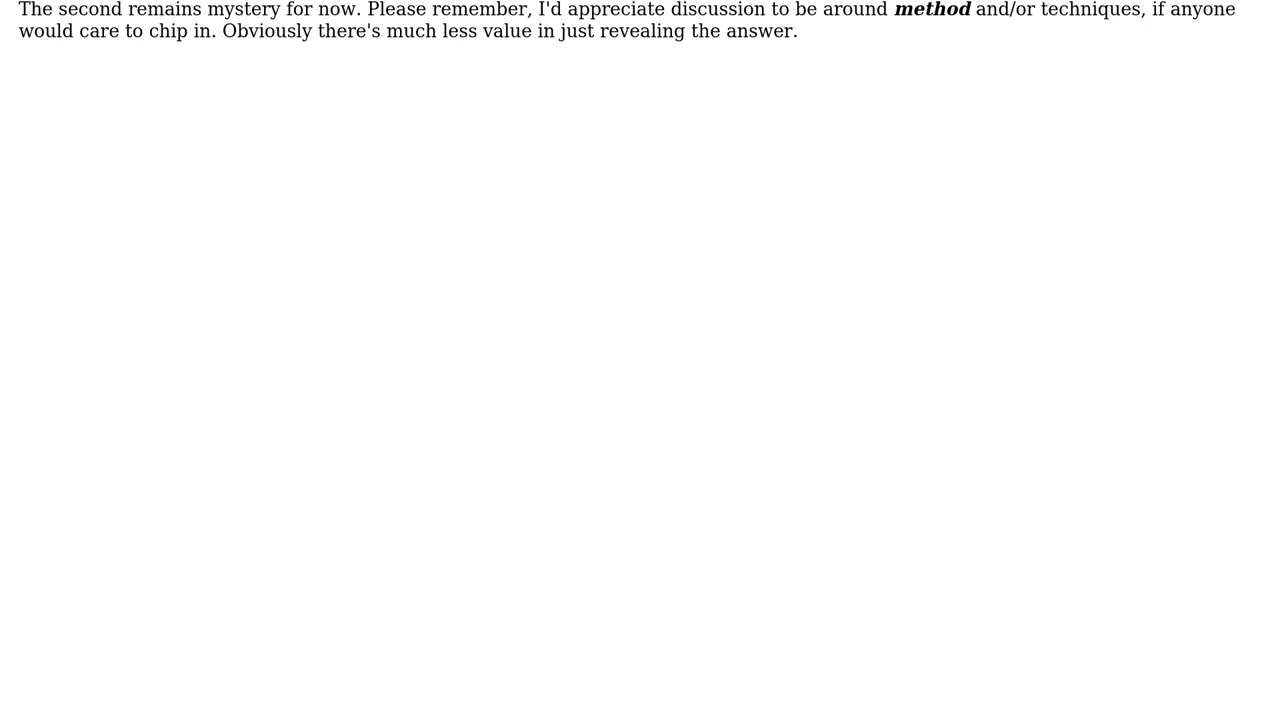 The second remains mystery for now. Please remember, I'd appreciate discussion to be around method and/or techniques, if anyone
would care to chip in. Obviously there's much less value in just revealing the answer.